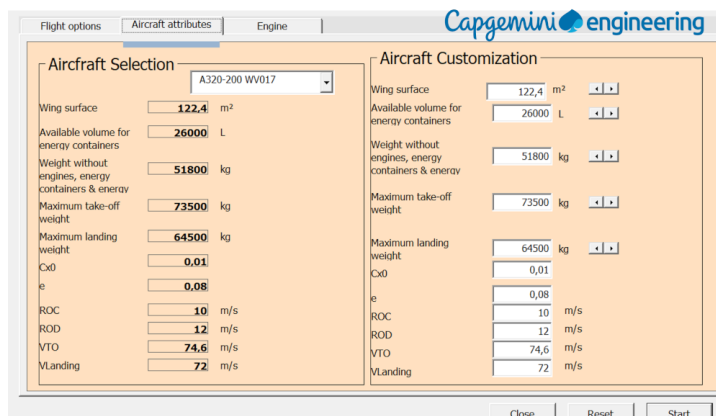 Capgemini engineering
Flight options Aircraft attributes Engine
Aircfraft Selection
A320-200 WV017
Wing surface 122,4 m²
Available volume for
energy containers 26000 L
Weight without
engines, energy
containers & energy 51800 kg
Maximum take-off
weight 73500 kg
Maximum landing
weight 64500 kg
Cx0 0,01
e 0,08
ROC 10 m/s
ROD 12 m/s
VTO 74,6 m/s
VLanding 72 m/s
Aircraft Customization
Wing surface 122,4 m²
Available volume for
energy containers 26000 L
Weight without
engines, energy
containers & energy 51800 kg
Maximum take-off
weight 73500 kg
Maximum landing
weight 64500 kg
Cx0 0,01
e 0,08
ROC 10 m/s
ROD 12 m/s
VTO 74,6 m/s
VLanding 72 m/s
Close Reset Start